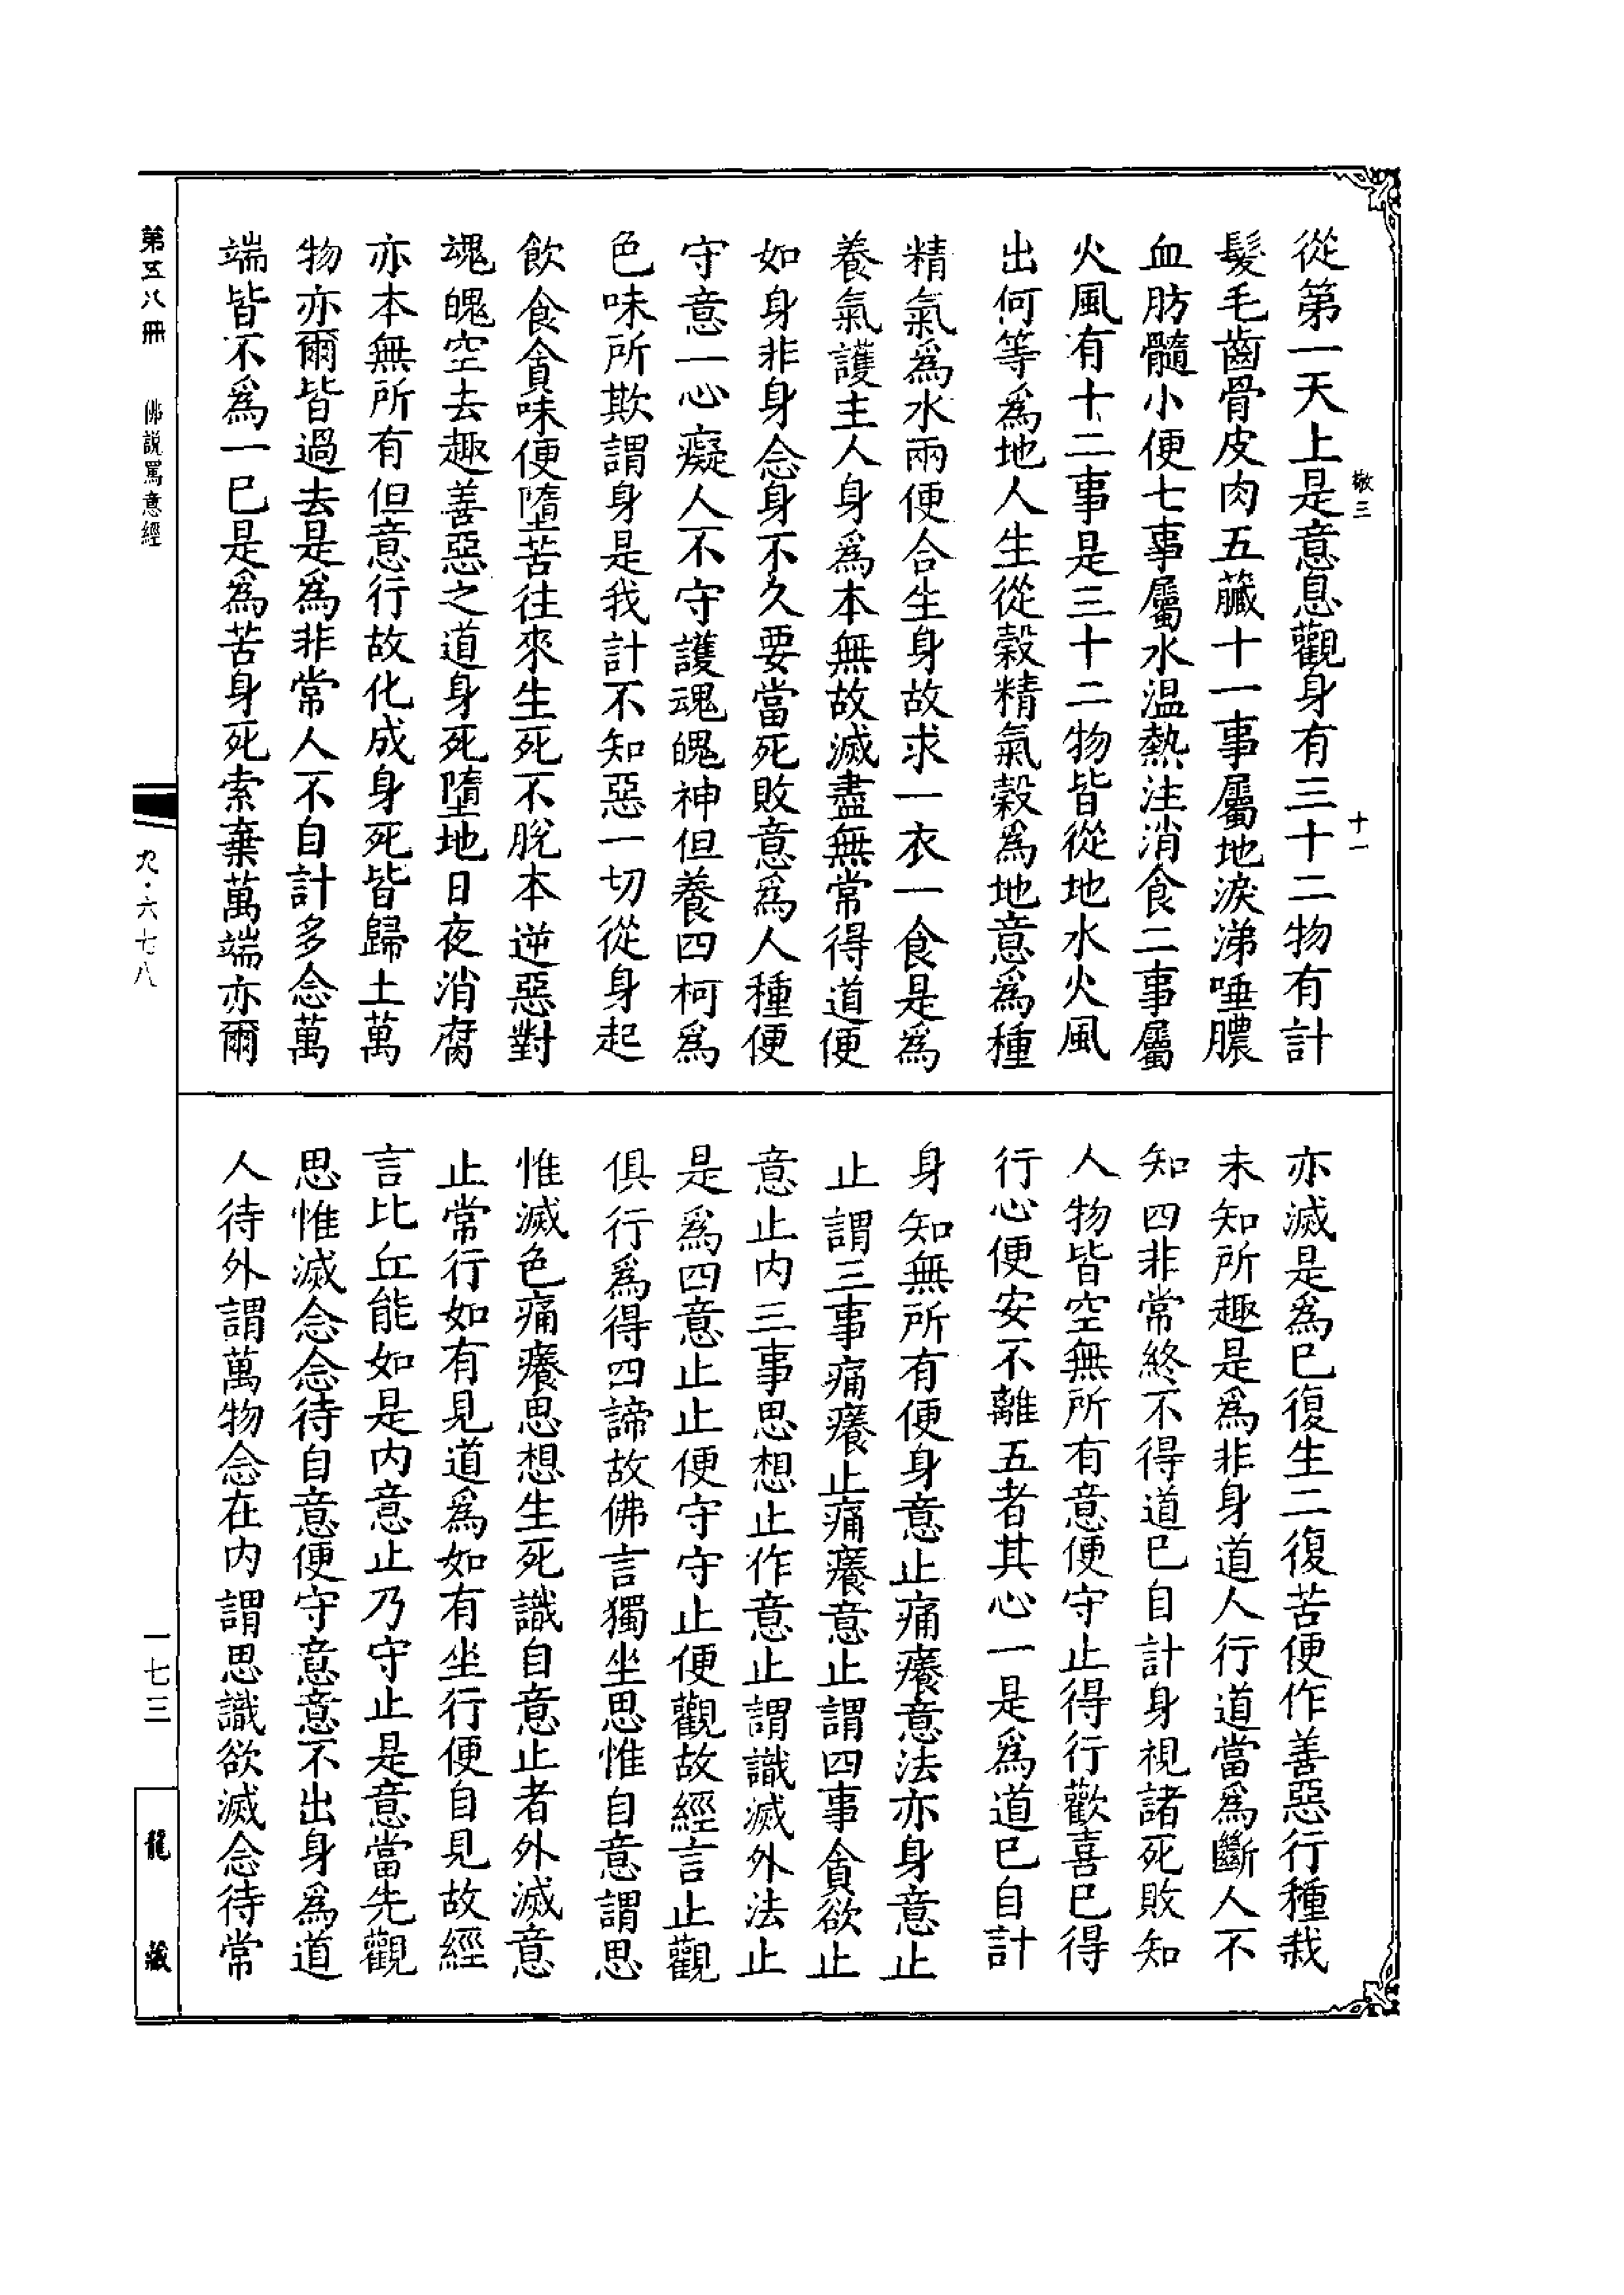 敬三
十一
從第一天上是意息觀身有三十二物有計
髮毛齒骨皮肉五臟十一事屬地淚涕唾膿
血肪髓小便七事屬水温熱注消食二事屬
火風有十二事是三十二物皆從地水火風
出何等爲地人生從穀精氣穀爲地意爲種
精氣爲水兩便合生身故求一衣一食是爲
養氣護主人身爲本無故滅盡無常得道便
如身非身念身不久要當死敗意爲人種便
守意一心癡人不守護魂魄神但養四柯爲
色味所欺謂身是我計不知惡一切從身起
飲食貪味便墮苦往來生死不脫本逆惡對
魂魄空去趣善惡之道身死墮地日夜消腐
亦本無所有但意行故化成身死皆歸土萬
物亦爾皆過去是爲非常人不自計多念萬
端皆不爲一已是爲苦身死索棄萬端亦爾
亦滅是爲已復生二復苦便作善惡行種栽
未知所趣是爲非身道人行道當爲斷人不
知四非常終不得道已自計身視諸死敗知
人物皆空無所有意便守止得行歡喜已得
行心便安不離五者其心一是爲道已自計
身知無所有便身意止痛癢意法亦身意止
止謂三事痛癢止痛癢意止謂四事貪欲止
意止内三事思想止作意止謂識滅外法止
是爲四意止止便守守止便觀故經言止觀
俱行爲得四諦故佛言獨坐思惟自意謂思
惟滅色痛癢思想生死識自意止者外滅意
止常行如有見道爲如有坐行便自見故經
言比丘能如是内意止乃守止是意當先觀
思惟滅念念待自意便守意意不出身爲道
人待外謂萬物念在内謂思識欲滅念待常
第五八冊
佛説罵意經
九·六七八
一七三
龍藏